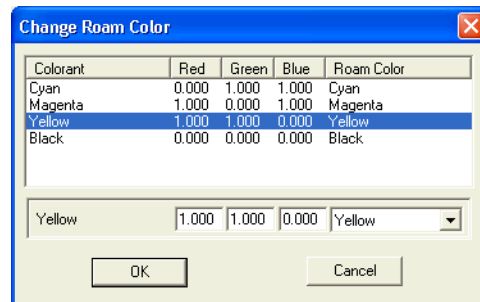 Change Roam Color
Colorant Red Green Blue Roam Color
Cyan 0.000 1.000 1.000 Cyan
Magenta 1.000 0.000 1.000 Magenta
Yellow 1.000 1.000 0.000 Yellow
Black 0.000 0.000 0.000 Black
Yellow 1.000 1.000 0.000 Yellow
OK Cancel